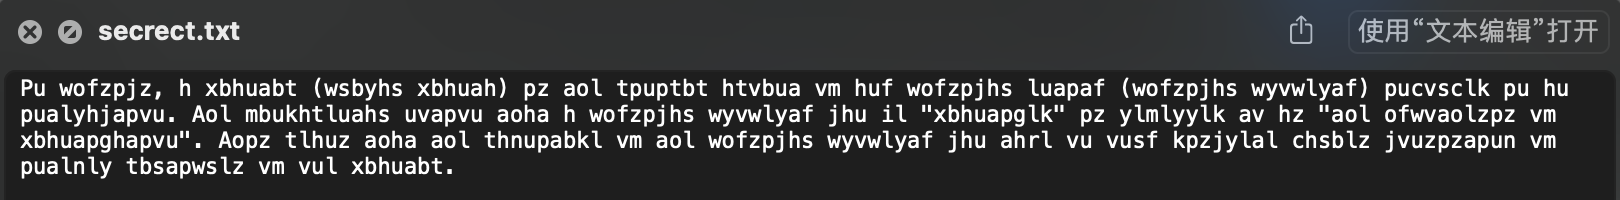 secrect.txt
使用“文本编辑”打开
Pu wofzpjz, h xbhuabt (wsbyhs xbhuah) pz aol tpuptbt htvbua vm huf wofzpjhs luapaf (wofzpjhs wyvwlyaf) pucvsclk pu hu
pualyhjapvu. Aol mbukhtluahs uvapvu aoha h wofzpjhs wyvwlyaf jhu il "xbhuapglk" pz ylmlyylk av hz "aol ofwvaolzpz vm
xbhuapghapvu". Aopz tlhuz aoha aol thnupabkl vm aol wofzpjhs wyvwlyaf jhu ahrl vu vusf kpzjylal chsblz jvuzpzapun vm
pualnly tbsapwslz vm vul xbhuabt.